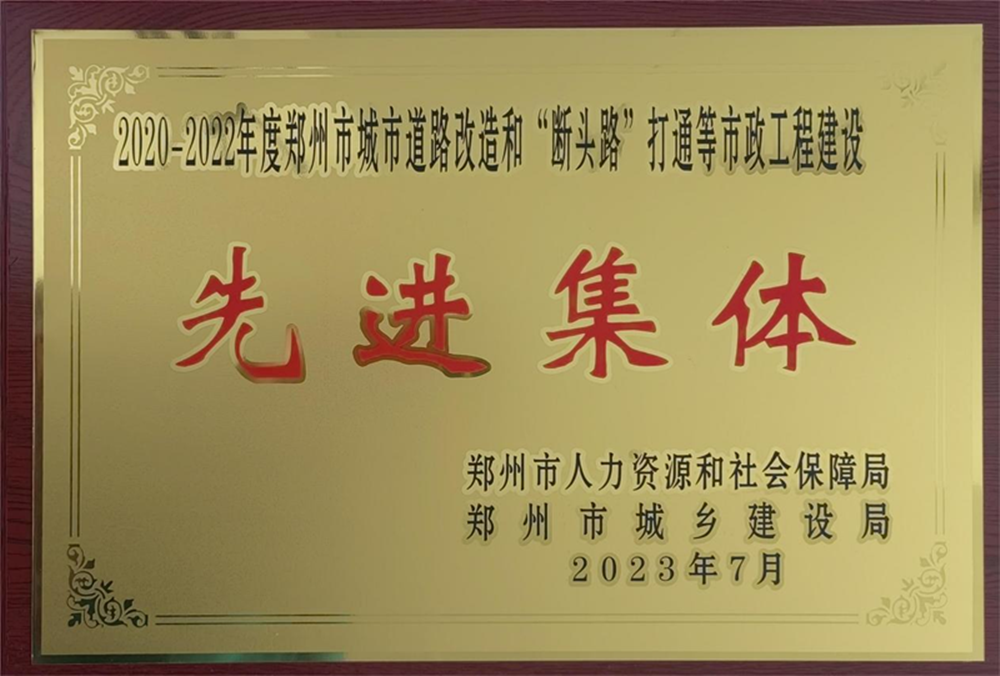 2020-2022年度郑州市城市道路改造和“断头路”打通等市政工程建设
先进集体
郑州市人力资源和社会保障局
郑州市城乡建设局
2023年7月